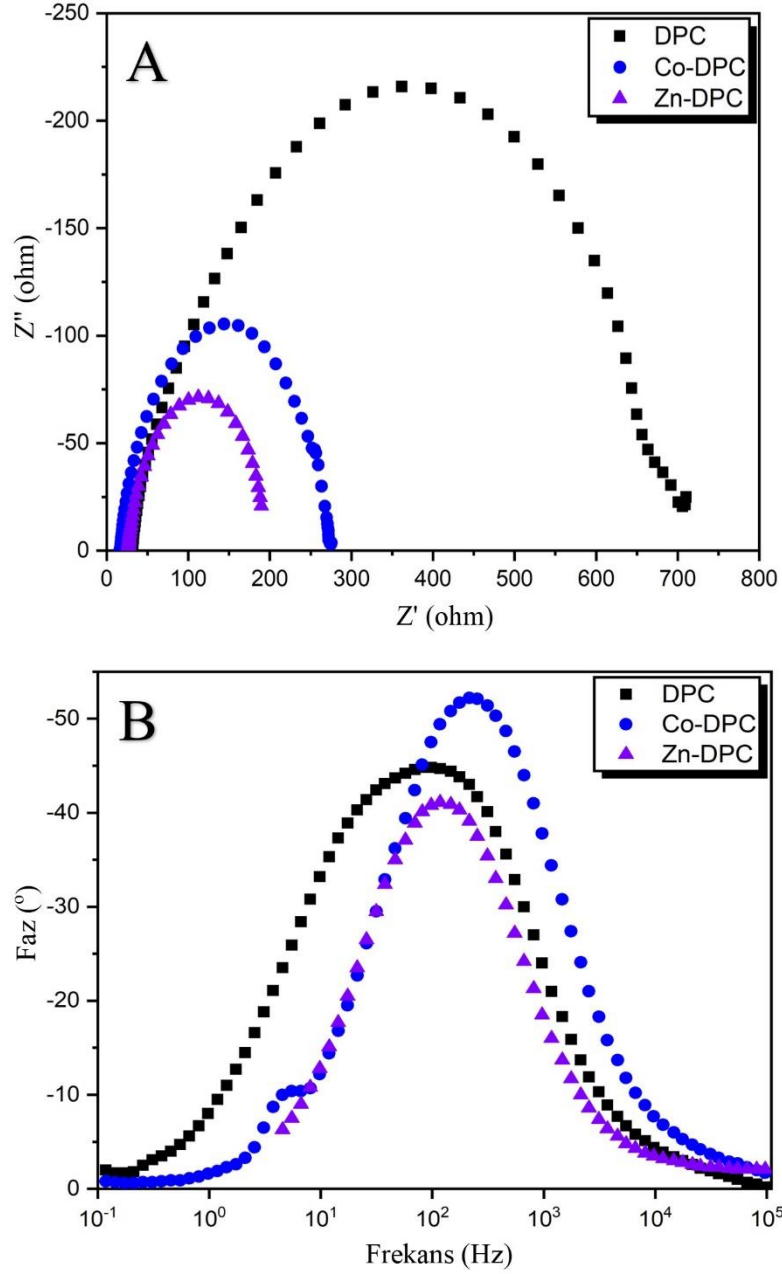 A
DPC
Co-DPC
Zn-DPC
Z'' (ohm)
-250
-200
-150
-100
-50
0
0 100 200 300 400 500 600 700 800
Z' (ohm)
B
DPC
Co-DPC
Zn-DPC
Faz (°)
-50
-40
-30
-20
-10
0
10⁻¹ 10⁰ 10¹ 10² 10³ 10⁴ 10⁵
Frekans (Hz)